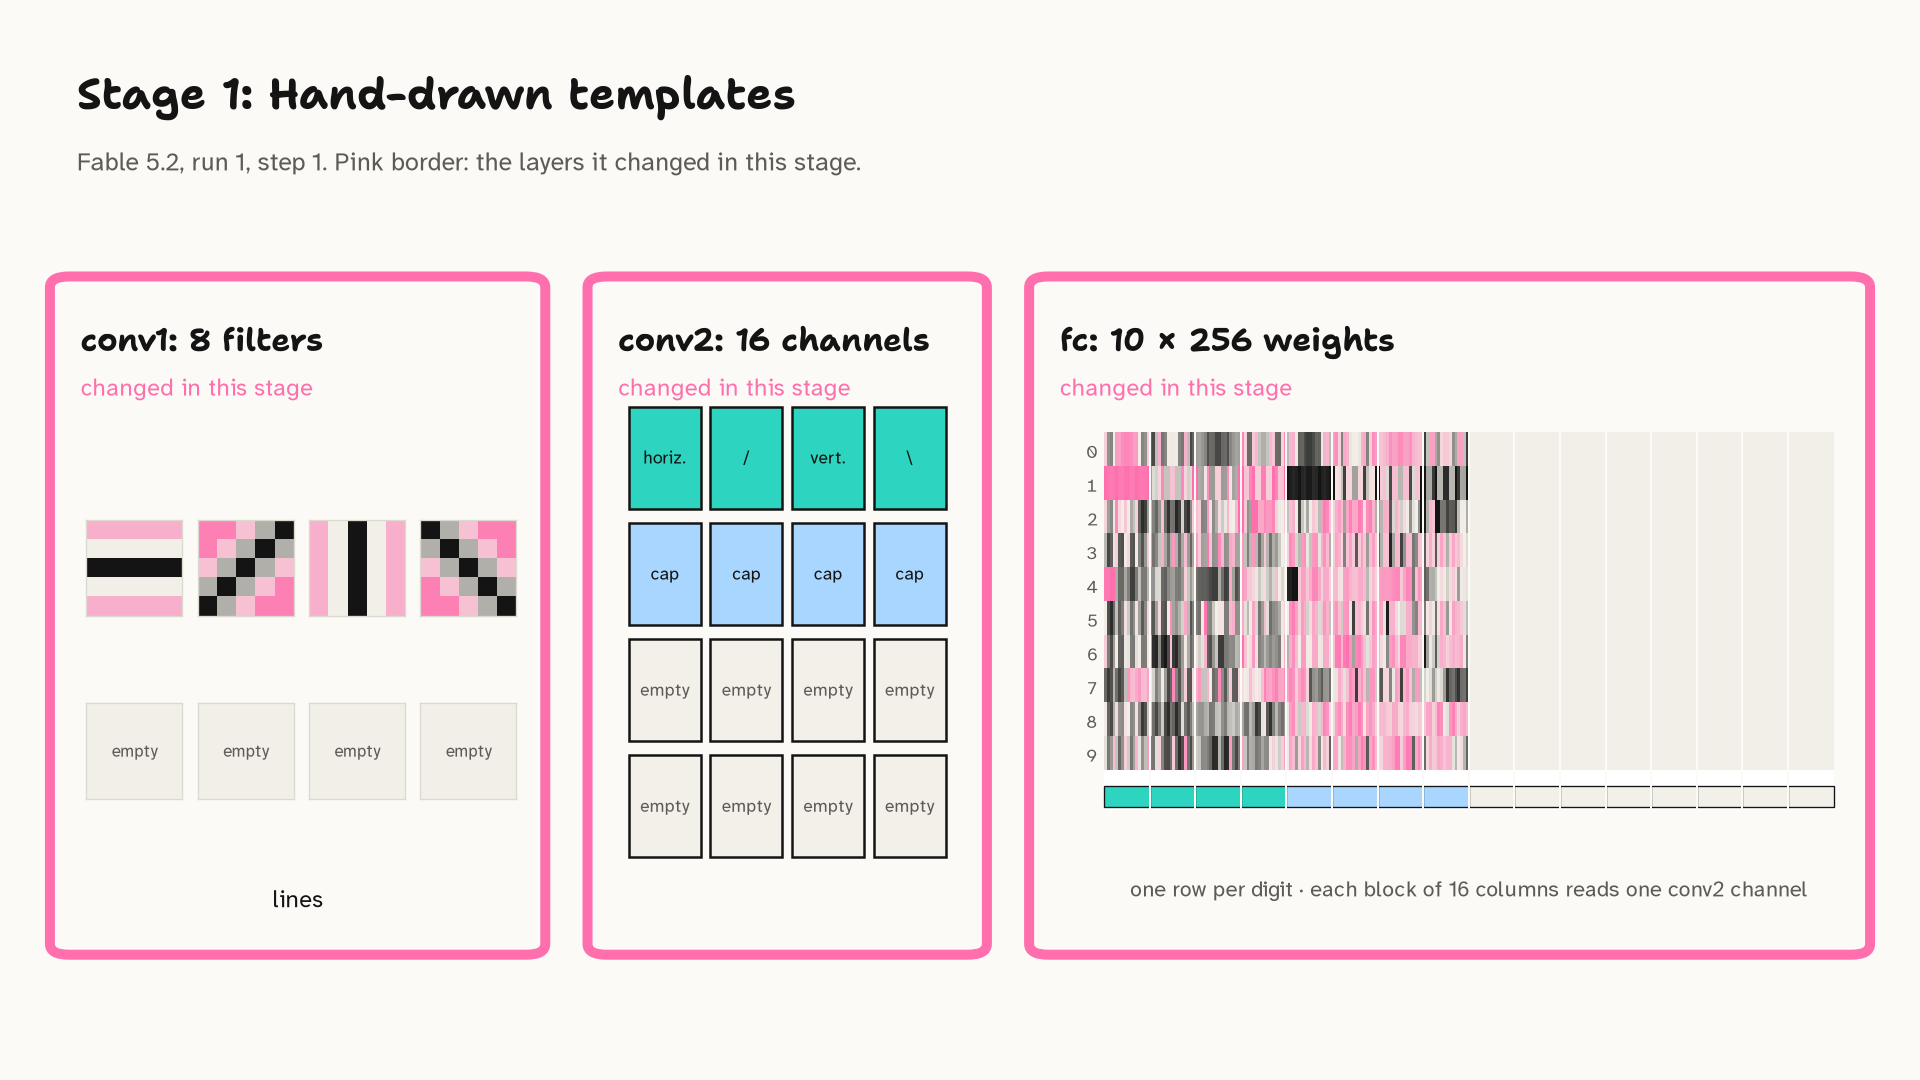 Stage 1: Hand-drawn templates
Fable 5.2, run 1, step 1. Pink border: the layers it changed in this stage.
conv1: 8 filters
changed in this stage
empty empty empty empty
lines
conv2: 16 channels
changed in this stage
horiz. / vert. \
cap cap cap cap
empty empty empty empty
empty empty empty empty
fc: 10 × 256 weights
changed in this stage
0
1
2
3
4
5
6
7
8
9
one row per digit · each block of 16 columns reads one conv2 channel